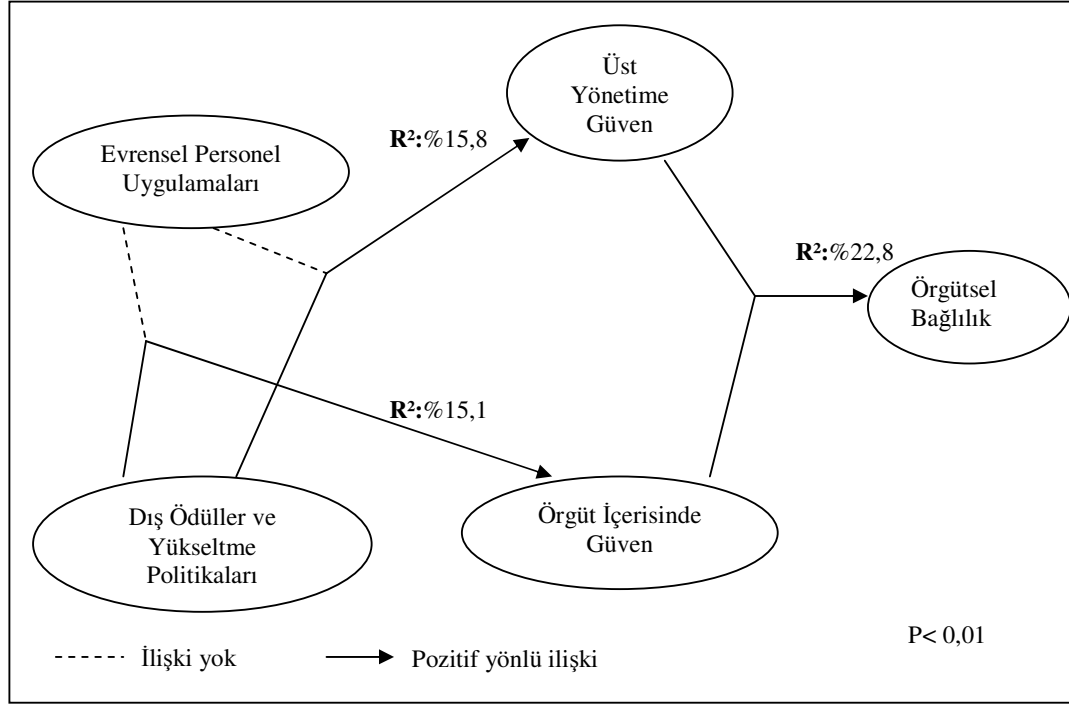 Üst
Yönetime
Güven
R²:%15,8
Evrensel Personel
Uygulamaları
R²:%22,8
Örgütsel
Bağlılık
R²:%15,1
Dış Ödüller ve
Yükseltme
Politikaları
Örgüt İçerisinde
Güven
P< 0,01
İlişki yok
Pozitif yönlü ilişki